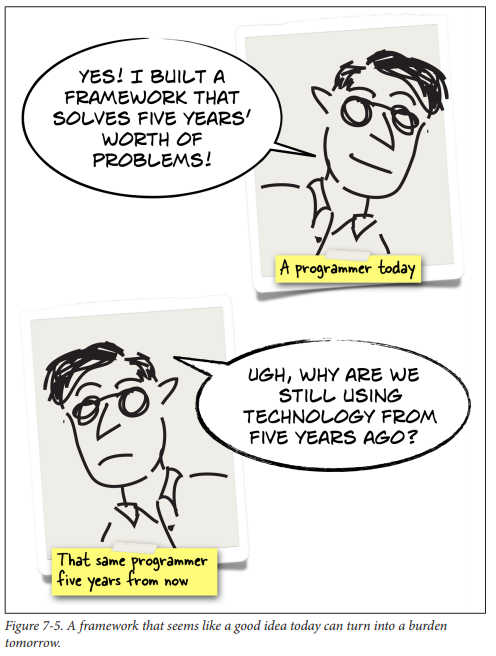 YES! I BUILT A
FRAMEWORK THAT
SOLVES FIVE YEARS'
WORTH OF
PROBLEMS!
A programmer today
UGH, WHY ARE WE
STILL USING
TECHNOLOGY FROM
FIVE YEARS AGO?
That same programmer
five years from now
Figure 7-5. A framework that seems like a good idea today can turn into a burden
tomorrow.